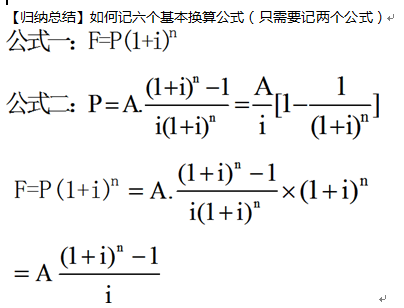 【归纳总结】如何记六个基本换算公式（只需要记两个公式）↵
公式一：F=P(1+i)^n
公式二：P=A.\frac{(1+i)^n-1}{i(1+i)^n}=\frac{A}{i}[1-\frac{1}{(1+i)^n}]
F=P(1+i)^n=A.\frac{(1+i)^n-1}{i(1+i)^n}×(1+i)^n
=A\frac{(1+i)^n-1}{i}↵